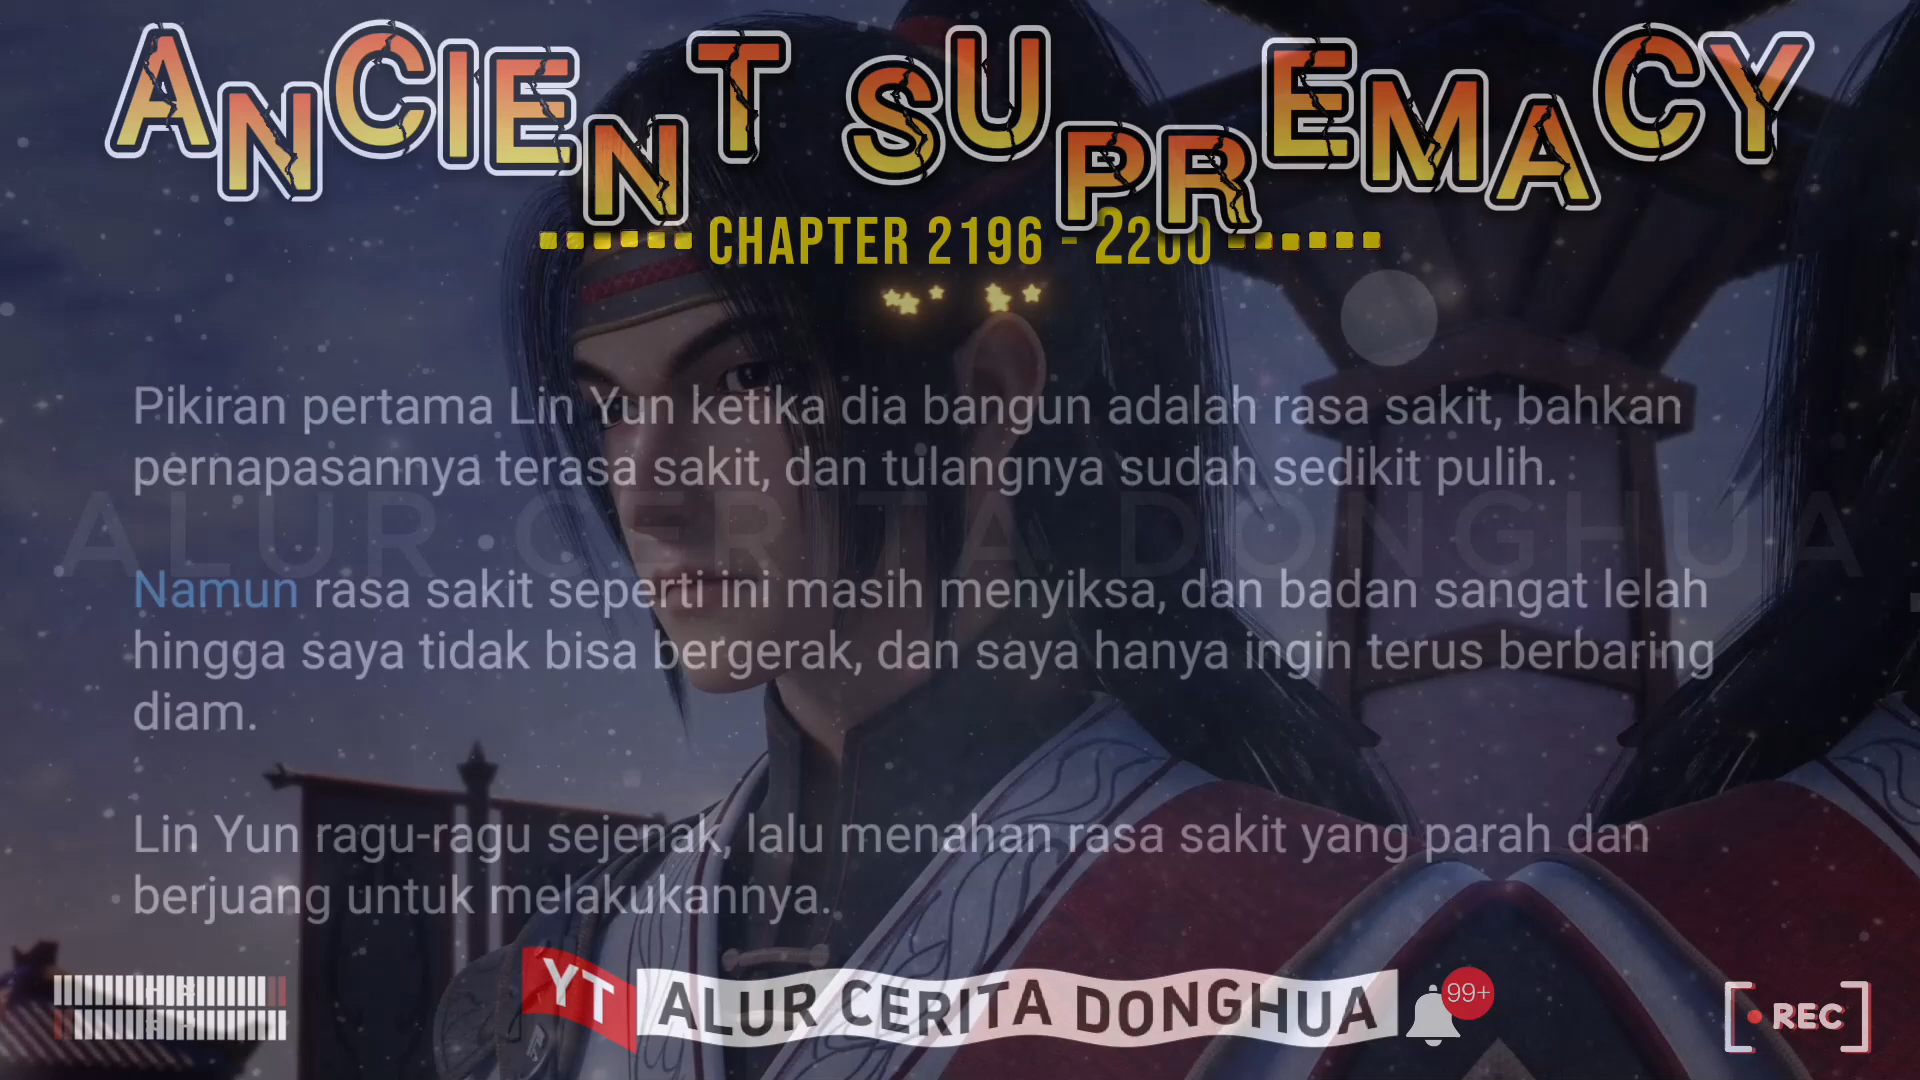 ANCIENT SUPREMACY
CHAPTER 2196 - 2200
Pikiran pertama Lin Yun ketika dia bangun adalah rasa sakit, bahkan
pernapasannya terasa sakit, dan tulangnya sudah sedikit pulih.
ALUR CERITA DONGHUA
Namun rasa sakit seperti ini masih menyiksa, dan badan sangat lelah
hingga saya tidak bisa bergerak, dan saya hanya ingin terus berbaring
diam.
Lin Yun ragu-ragu sejenak, lalu menahan rasa sakit yang parah dan
berjuang untuk melakukannya.
YT ALUR CERITA DONGHUA 99+
REC